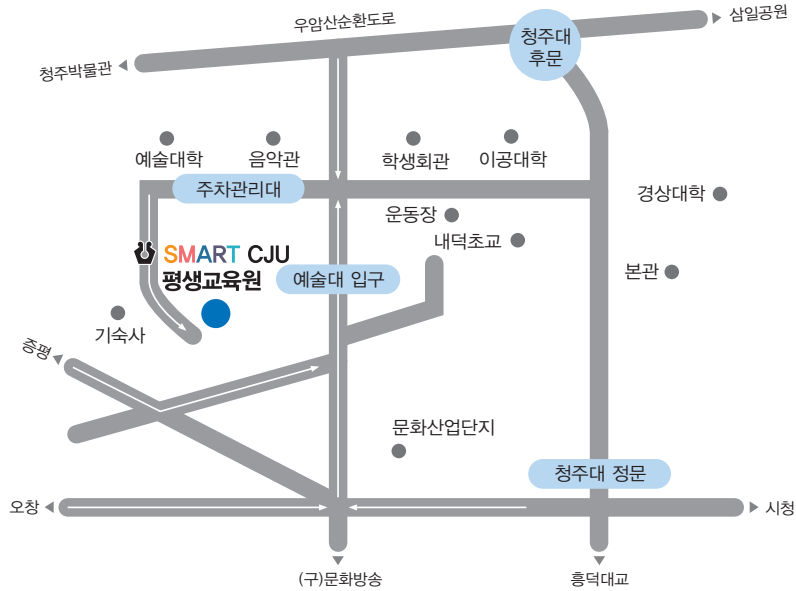 우암산순환도로
삼일공원
청주대
후문
청주박물관
예술대학
음악관
학생회관
이공대학
주차관리대
경상대학
운동장
내덕초교
SMART CJU
평생교육원
예술대 입구
본관
기숙사
증평
문화산업단지
청주대 정문
오창
시청
(구)문화방송
흥덕대교